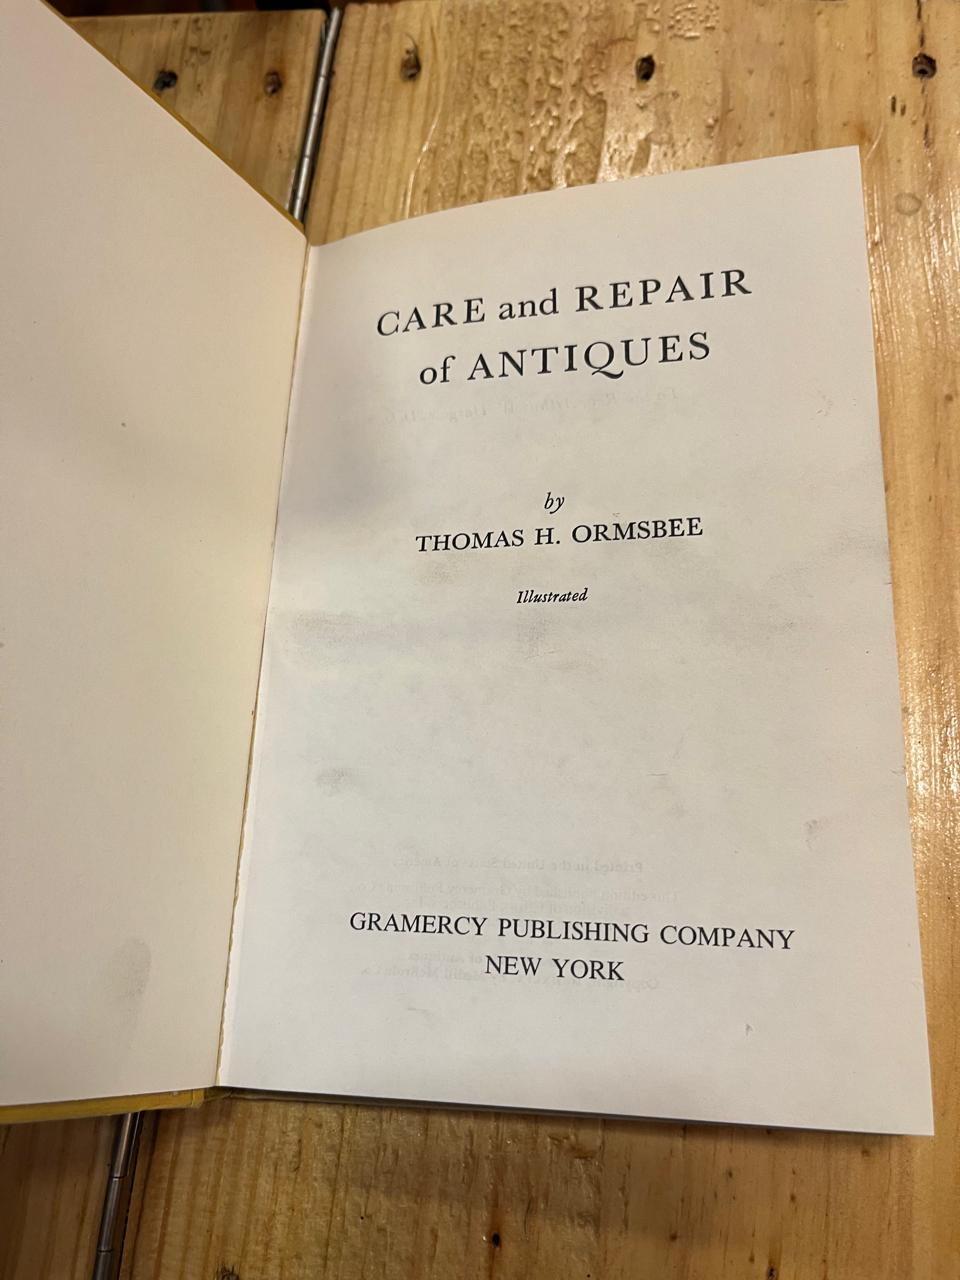 CARE and REPAIR
of ANTIQUES
by
THOMAS H. ORMSBEE
Illustrated
GRAMERCY PUBLISHING COMPANY
NEW YORK